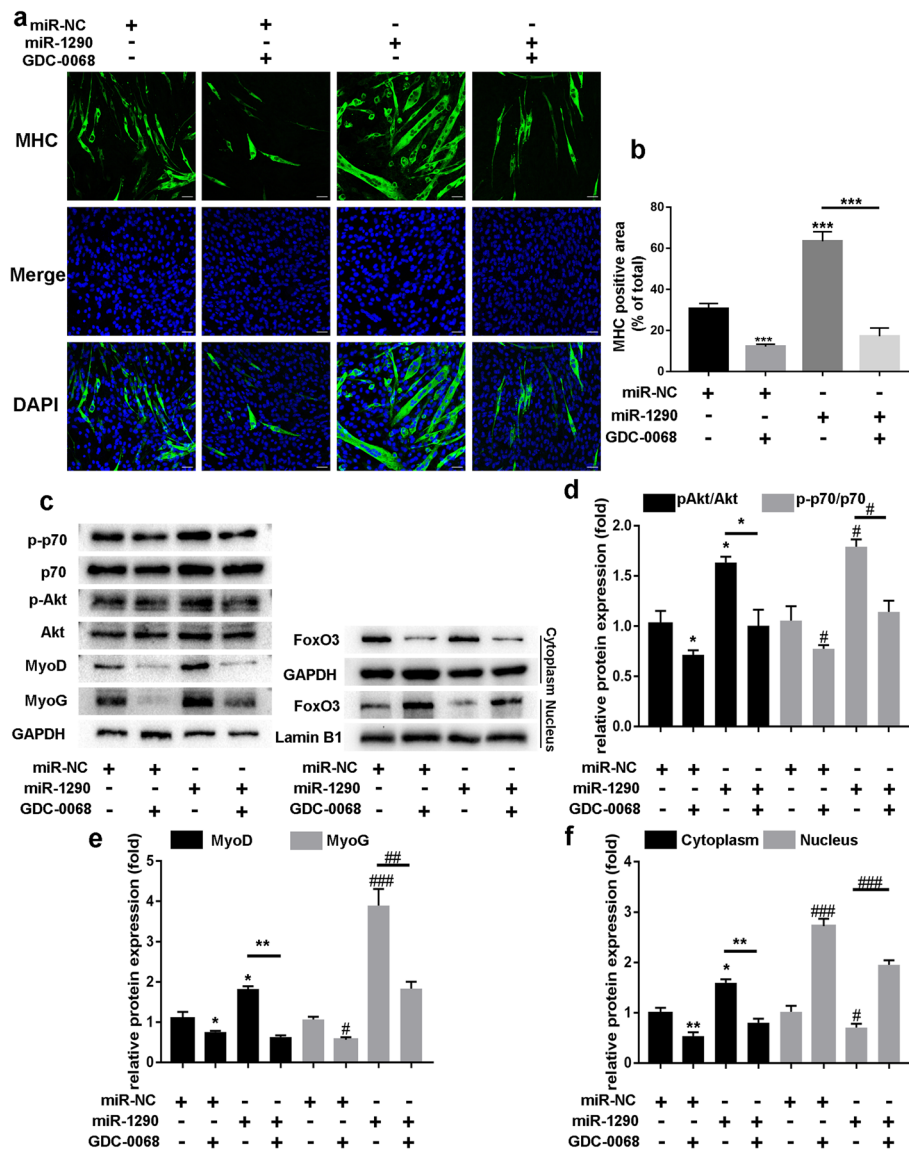 a
miR-NC + + - -
miR-1290 - - + +
GDC-0068 - + - +
MHC
Merge
DAPI
b
MHC positive area
(% of total)
80
60
40
20
0
***
***
***
miR-NC + + - -
miR-1290 - - + +
GDC-0068 - + - +
c
p-p70
p70
p-Akt
Akt
MyoD
MyoG
GAPDH
miR-NC + + - -
miR-1290 - - + +
GDC-0068 - + - +
FoxO3
GAPDH
FoxO3
Lamin B1
Cytoplasm
Nucleus
miR-NC + + - -
miR-1290 - - + +
GDC-0068 - + - +
d
pAkt/Akt p-p70/p70
relative protein expression (fold)
2.0
1.5
1.0
0.5
0.0
*
*
*
#
#
#
miR-NC + + - - + + - -
miR-1290 - - + + - - + +
GDC-0068 - + - + - + - +
e
MyoD MyoG
relative protein expression (fold)
5
4
3
2
1
0
*
*
**
#
###
##
miR-NC + + - - + + - -
miR-1290 - - + + - - + +
GDC-0068 - + - + - + - +
f
Cytoplasm Nucleus
relative protein expression (fold)
4
3
2
1
0
**
*
**
###
#
###
miR-NC + + - - + + - -
miR-1290 - - + + - - + +
GDC-0068 - + - + - + - +